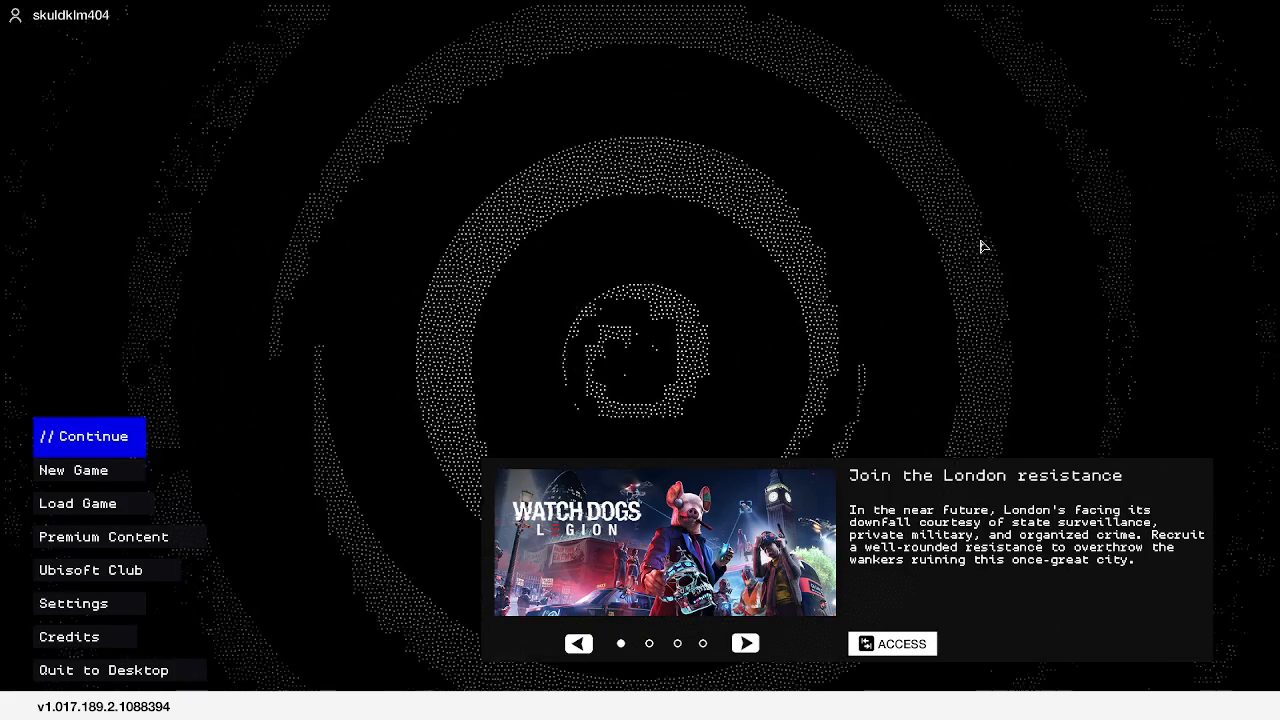 skuldklm404
// Continue
New Game
Load Game
Premium Content
Ubisoft Club
Settings
Credits
Quit to Desktop
WATCH DOGS
LEGION
Join the London resistance
In the near future, London's facing its
downfall courtesy of state surveillance,
private military, and organized crime. Recruit
a well-rounded resistance to overthrow the
wankers ruining this once-great city.
ACCESS
v1.017.189.2.1088394